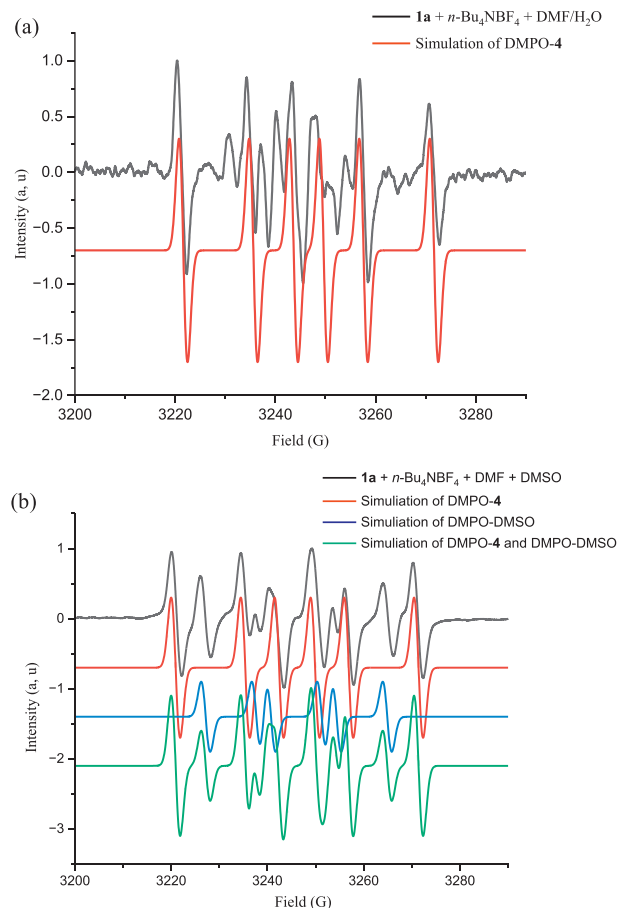 (a)
1a + n-Bu4NBF4 + DMF/H2O
Simulation of DMPO-4
1.0
0.5
0.0
−0.5
−1.0
−1.5
−2.0
Intensity (a, u)
3200
3220
3240
3260
3280
Field (G)
(b)
1a + n-Bu4NBF4 + DMF + DMSO
Simuliation of DMPO-4
Simuliation of DMPO-DMSO
Simuliation of DMPO-4 and DMPO-DMSO
1
0
−1
−2
−3
Intensity (a, u)
3200
3220
3240
3260
3280
Field (G)